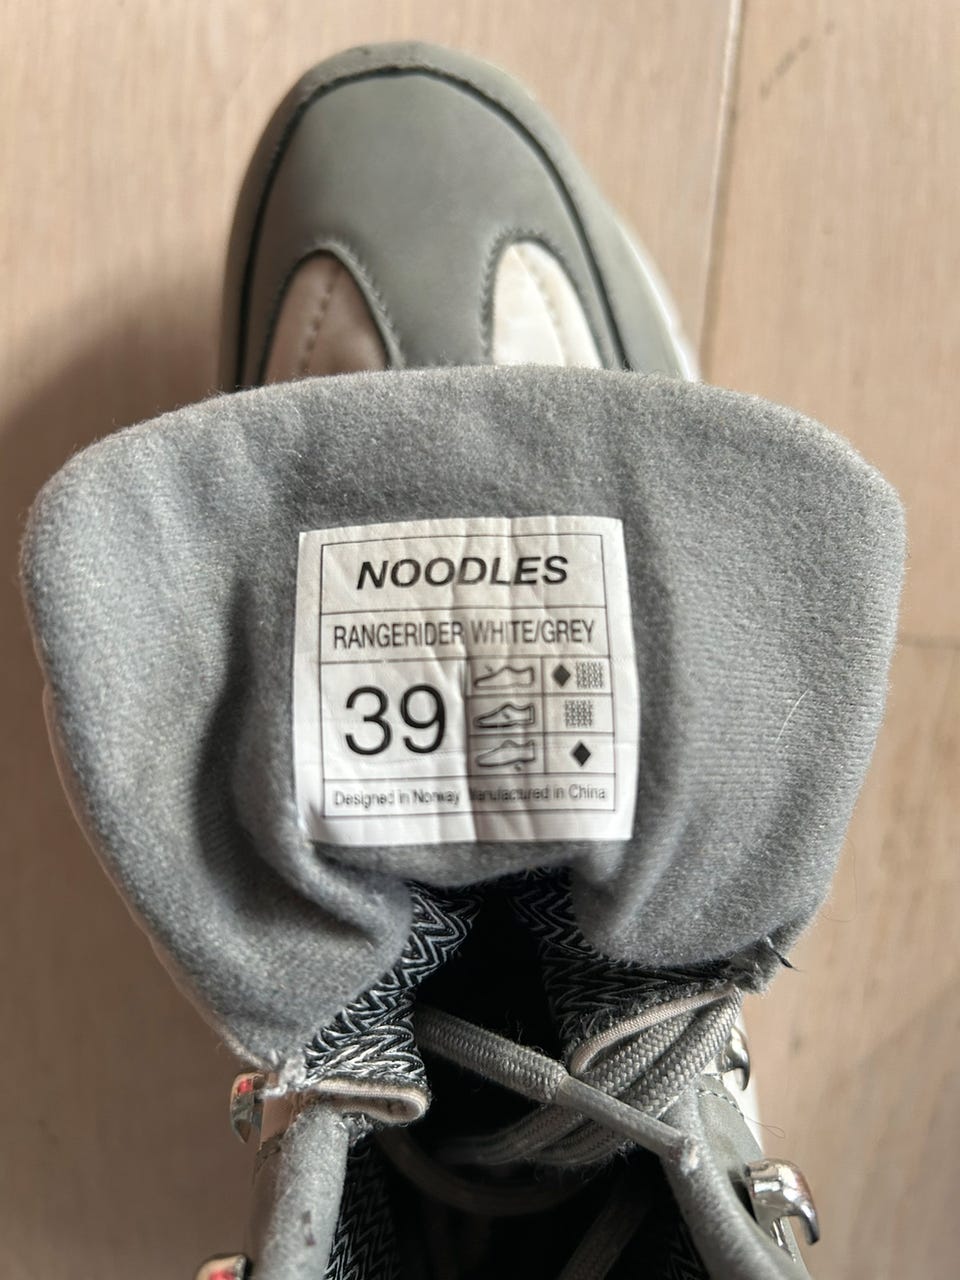 NOODLES
RANGERIDER WHITE/GREY
39
Designed in Norway Manufactured in China